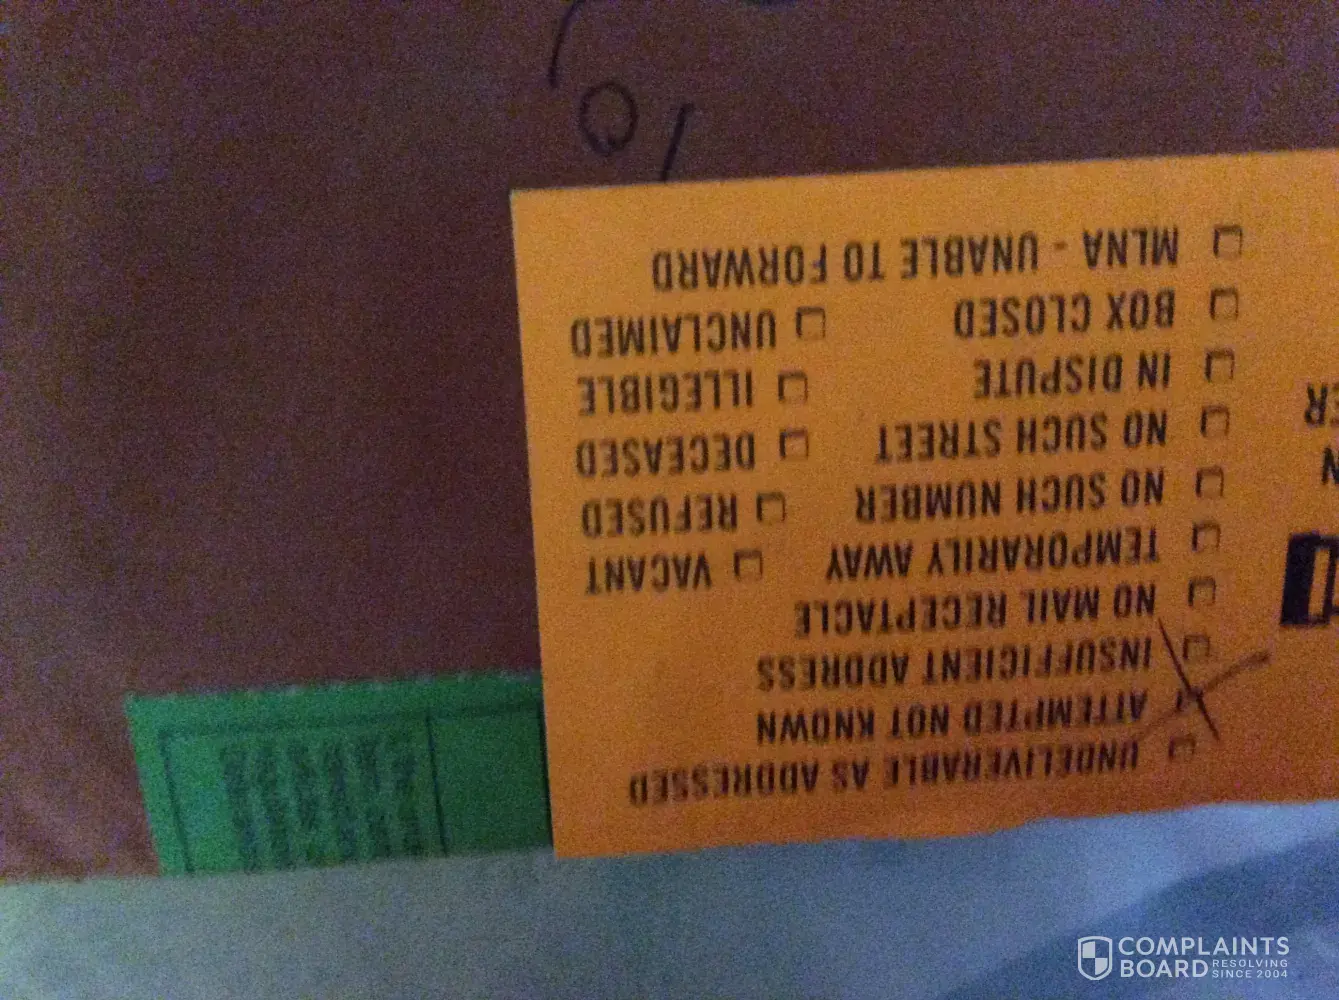 ☐ UNDELIVERABLE AS ADDRESSED
☒ ATTEMPTED NOT KNOWN
☐ INSUFFICIENT ADDRESS
☐ NO MAIL RECEPTACLE
☐ TEMPORARILY AWAY ☐ VACANT
☐ NO SUCH NUMBER ☐ REFUSED
☐ NO SUCH STREET ☐ DECEASED
☐ IN DISPUTE ☐ ILLEGIBLE
☐ BOX CLOSED ☐ UNCLAIMED
☐ MLNA - UNABLE TO FORWARD
N
ER
COMPLAINTS
BOARD RESOLVING
SINCE 2004